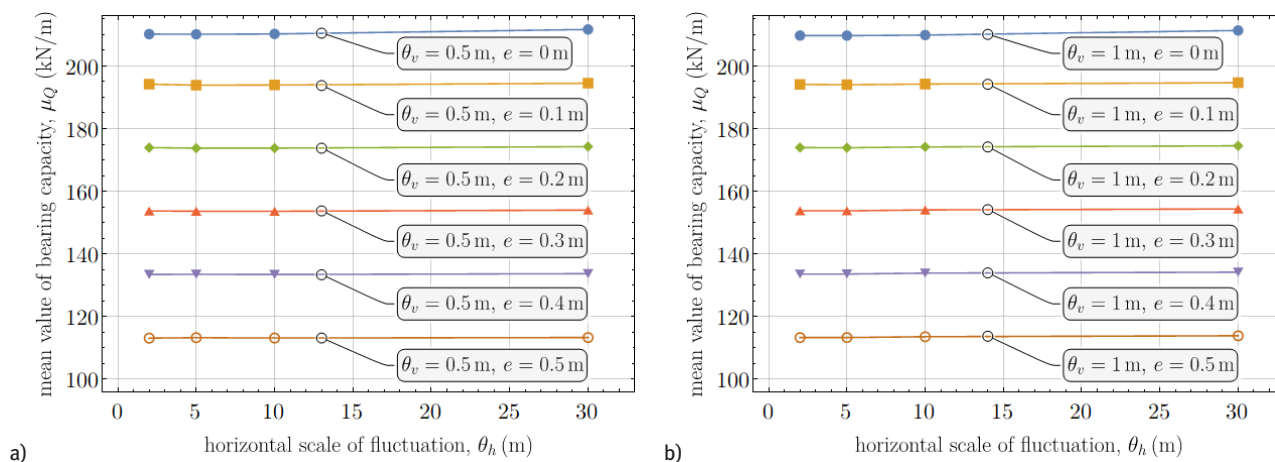 mean value of bearing capacity, μ_Q (kN/m)
200
180
160
140
120
100
θ_v = 0.5 m, e = 0 m
θ_v = 0.5 m, e = 0.1 m
θ_v = 0.5 m, e = 0.2 m
θ_v = 0.5 m, e = 0.3 m
θ_v = 0.5 m, e = 0.4 m
θ_v = 0.5 m, e = 0.5 m
0 5 10 15 20 25 30
horizontal scale of fluctuation, θ_h (m)
a)
mean value of bearing capacity, μ_Q (kN/m)
200
180
160
140
120
100
θ_v = 1 m, e = 0 m
θ_v = 1 m, e = 0.1 m
θ_v = 1 m, e = 0.2 m
θ_v = 1 m, e = 0.3 m
θ_v = 1 m, e = 0.4 m
θ_v = 1 m, e = 0.5 m
0 5 10 15 20 25 30
horizontal scale of fluctuation, θ_h (m)
b)